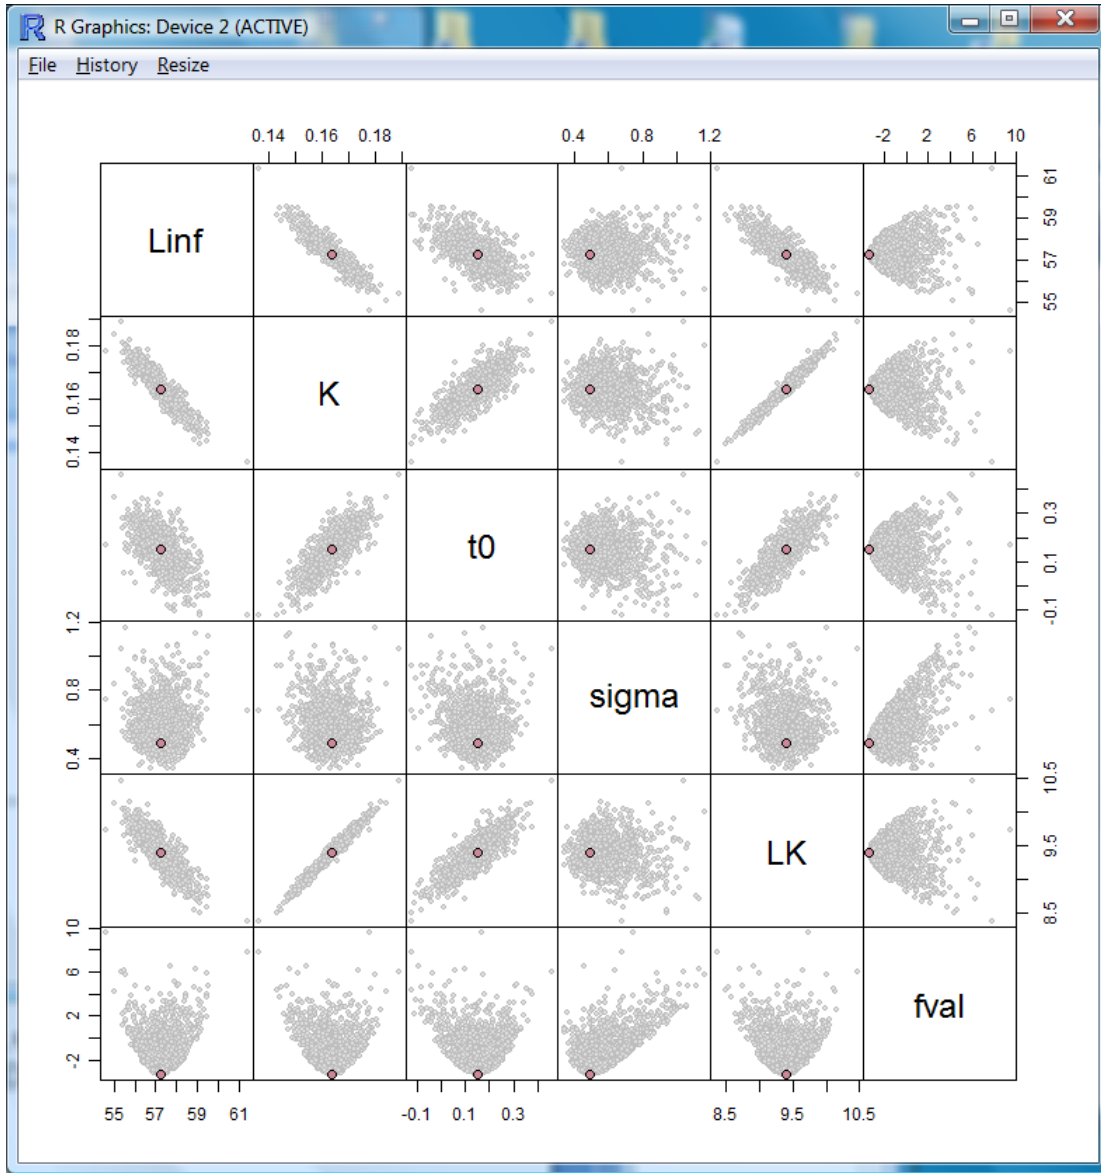 R Graphics: Device 2 (ACTIVE)
File History Resize
0.14 0.16 0.18 0.4 0.8 1.2 -2 2 6 10
Linf
55 57 59 61
0.14 0.16 0.18
K
t0
-0.1 0.1 0.3
0.4 0.8 1.2
sigma
LK
8.5 9.5 10.5
-2 2 6 10
fval
55 57 59 61 -0.1 0.1 0.3 8.5 9.5 10.5